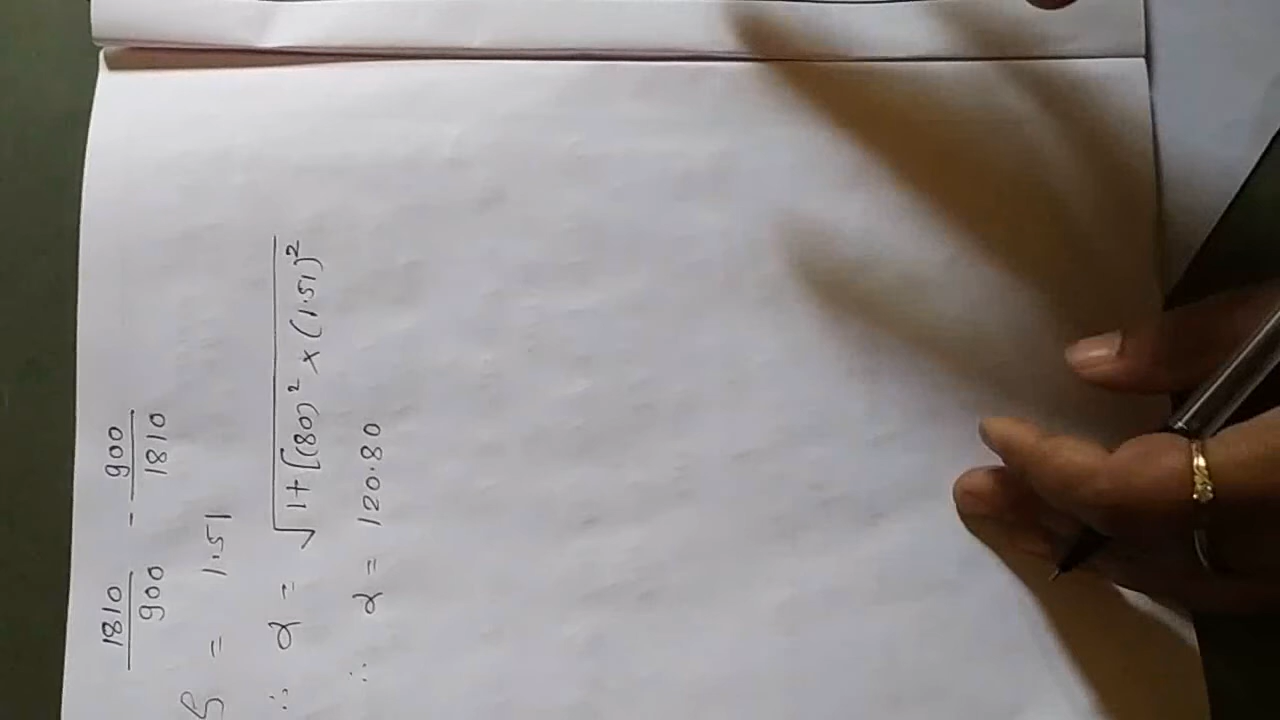 1810/900 - 900/1810
S = 1.51
∴ α = √1+[(80)² × (1.51)²
∴ α = 120.80